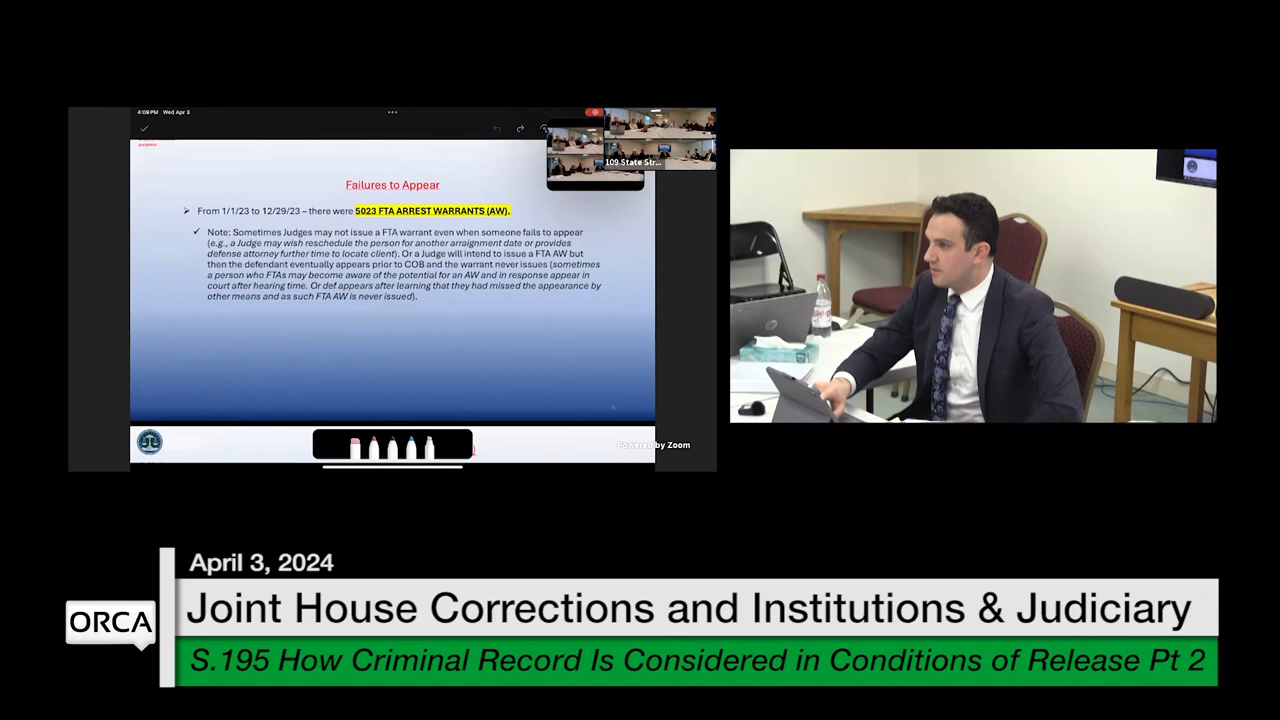 4:09 PM Wed Apr 3
purposes
109 State Str...
Failures to Appear
➢ From 1/1/23 to 12/29/23 – there were 5023 FTA ARREST WARRANTS (AW).
✓ Note: Sometimes Judges may not issue a FTA warrant even when someone fails to appear
(e.g., a Judge may wish reschedule the person for another arraignment date or provides
defense attorney further time to locate client). Or a Judge will intend to issue a FTA AW but
then the defendant eventually appears prior to COB and the warrant never issues (sometimes
a person who FTAs may become aware of the potential for an AW and in response appear in
court after hearing time. Or def appears after learning that they had missed the appearance by
other means and as such FTA AW is never issued).
Powered by Zoom
hp
April 3, 2024
ORCA
Joint House Corrections and Institutions & Judiciary
S.195 How Criminal Record Is Considered in Conditions of Release Pt 2